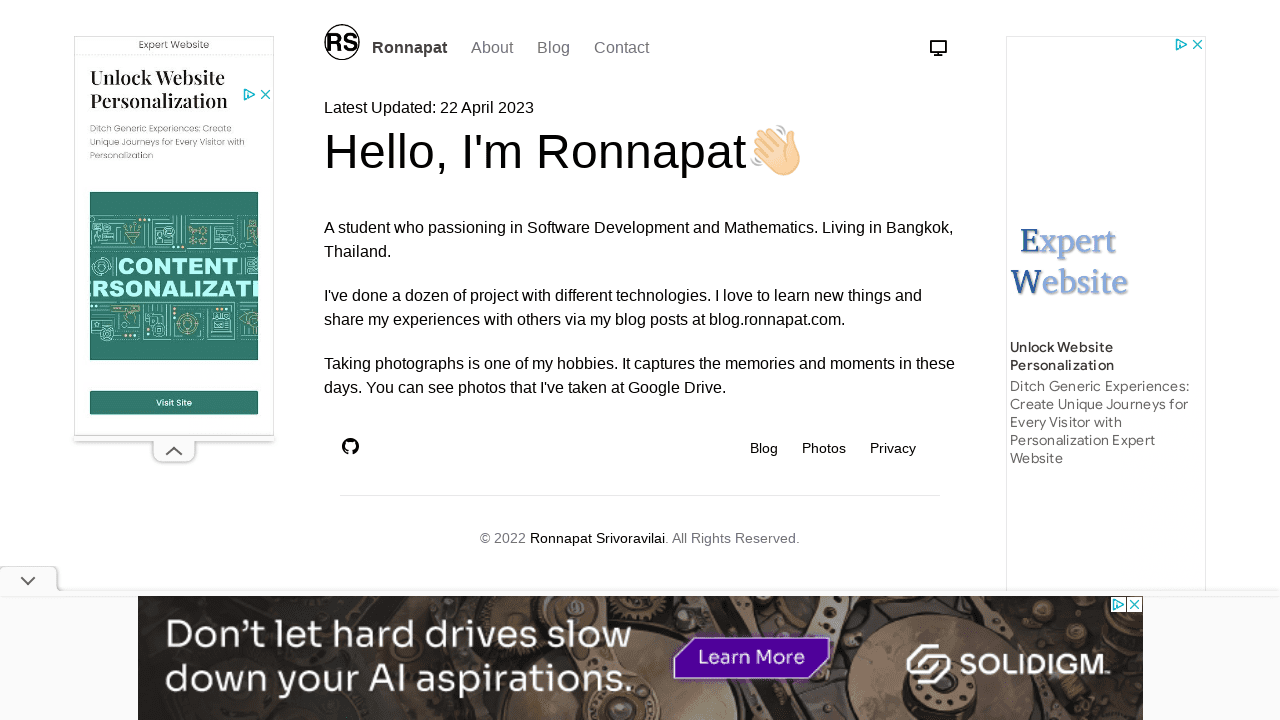 Expert Website
Unlock Website
Personalization
Ditch Generic Experiences: Create
Unique Journeys for Every Visitor with
Personalization
CONTENT
ERSONALIZATI
Visit Site
RS
Ronnapat
About
Blog
Contact
Latest Updated: 22 April 2023
Hello, I'm Ronnapat
A student who passioning in Software Development and Mathematics. Living in Bangkok,
Thailand.
I've done a dozen of project with different technologies. I love to learn new things and
share my experiences with others via my blog posts at blog.ronnapat.com.
Taking photographs is one of my hobbies. It captures the memories and moments in these
days. You can see photos that I've taken at Google Drive.
Blog
Photos
Privacy
© 2022 Ronnapat Srivoravilai. All Rights Reserved.
Expert
Website
Unlock Website
Personalization
Ditch Generic Experiences:
Create Unique Journeys for
Every Visitor with
Personalization Expert
Website
Don't let hard drives slow
down your AI aspirations.
Learn More
SOLIDIGM